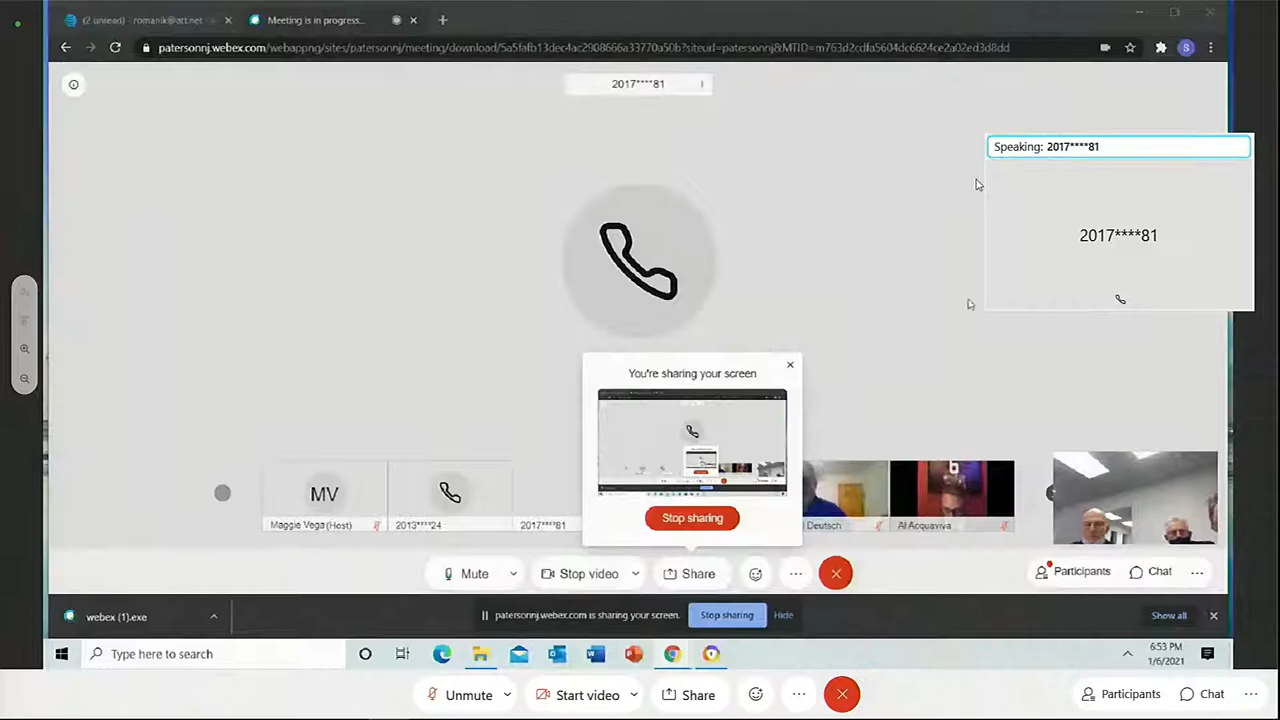 (2 unread) - romanik@att.net
Meeting is in progress...
patersonnj.webex.com/webappng/sites/patersonnj/meeting/download/5a5fafb13dec4ac2908666a33770a50b?siteurl=patersonnj&MTID=m763d2cdfa5604dc6624ce2a02ed3d8dd
S
2017****81
Speaking: 2017****81
2017****81
You're sharing your screen
Stop sharing
MV
Maggie Vega (Host)
2013****24
2017****81
Deutsch
Al Acquaviva
Mute
Stop video
Share
Participants
Chat
webex (1).exe
patersonnj.webex.com is sharing your screen.
Stop sharing
Hide
Show all
Type here to search
6:53 PM
1/6/2021
Unmute
Start video
Share
Participants
Chat